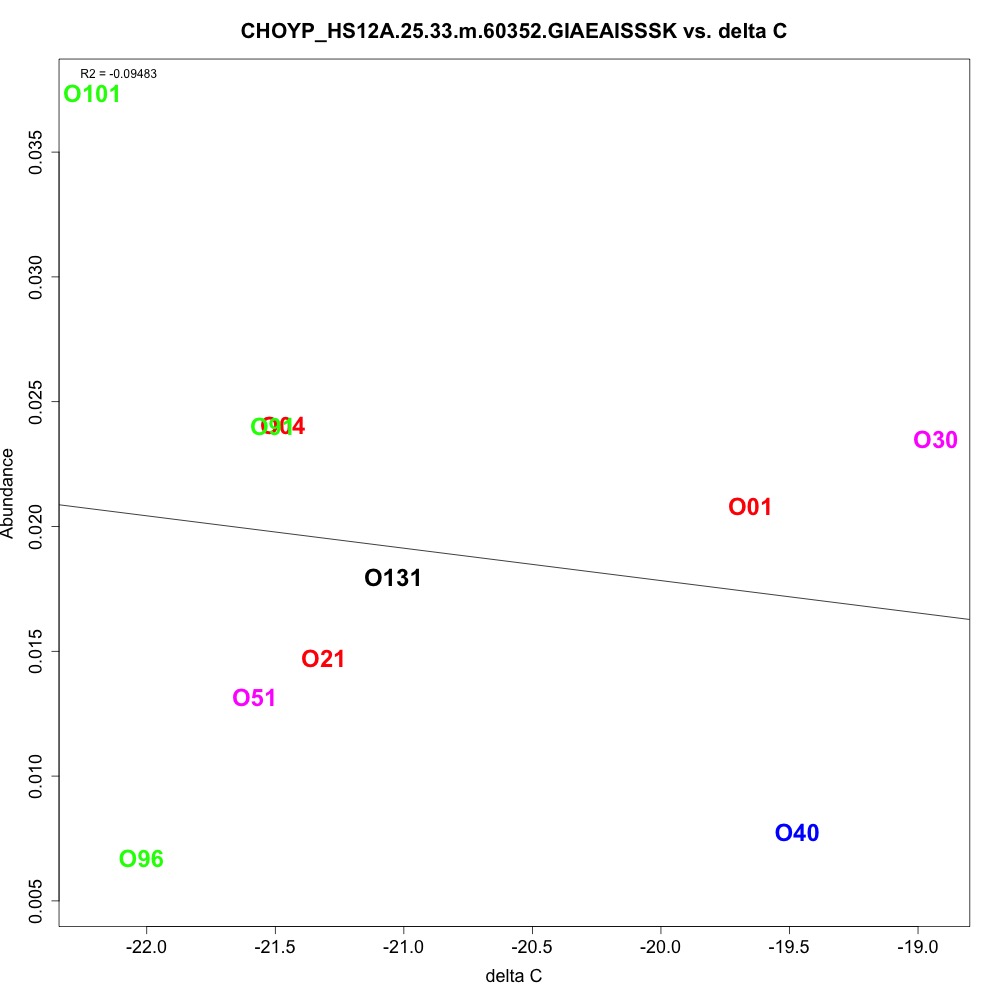 CHOYP_HS12A.25.33.m.60352.GIAEAISSSK vs. delta C
R2 = -0.09483
O101
O91
O04
O30
O01
O131
O21
O51
O40
O96
Abundance
0.035
0.030
0.025
0.020
0.015
0.010
0.005
-22.0 -21.5 -21.0 -20.5 -20.0 -19.5 -19.0
delta C